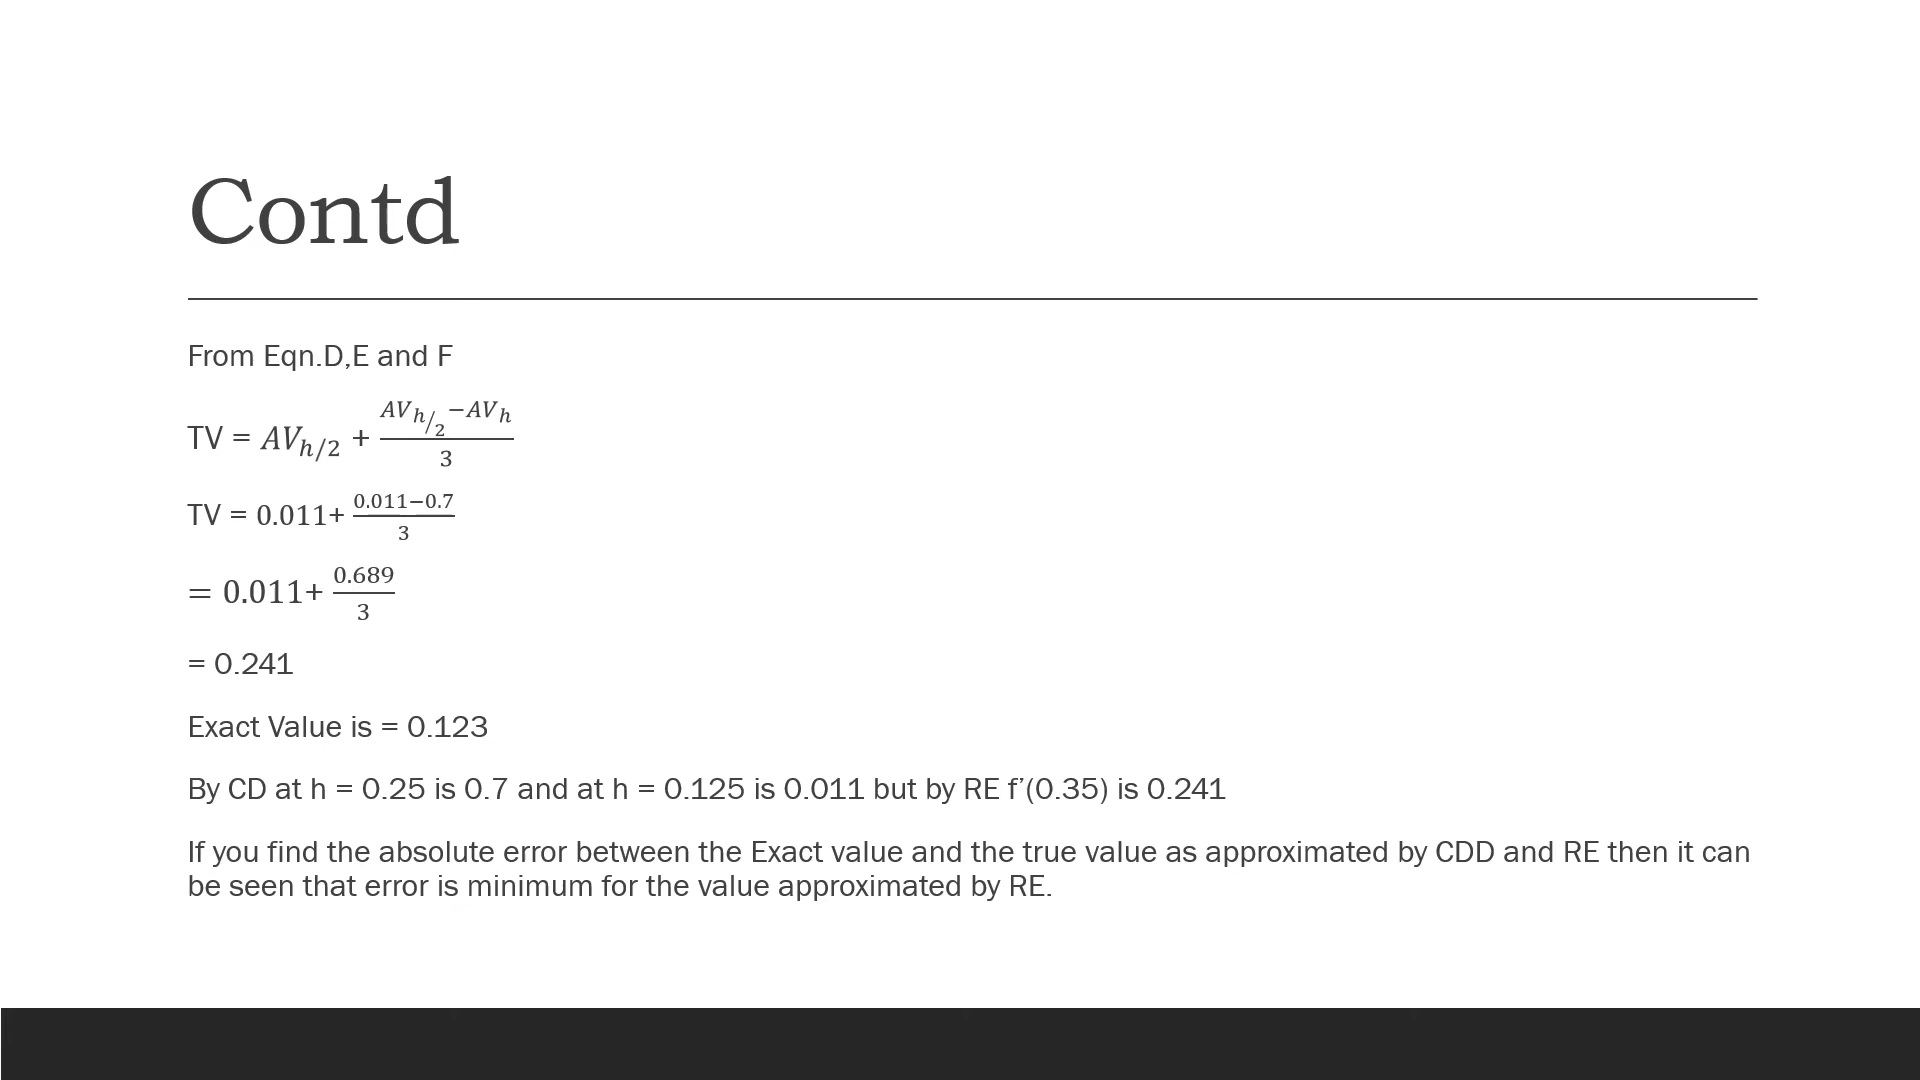 Contd
From Eqn.D,E and F
TV = AV_{h/2} + \frac{AV_{h/2} − AV_h}{3}
TV = 0.011+ \frac{0.011−0.7}{3}
= 0.011+ \frac{0.689}{3}
= 0.241
Exact Value is = 0.123
By CD at h = 0.25 is 0.7 and at h = 0.125 is 0.011 but by RE f’(0.35) is 0.241
If you find the absolute error between the Exact value and the true value as approximated by CDD and RE then it can
be seen that error is minimum for the value approximated by RE.